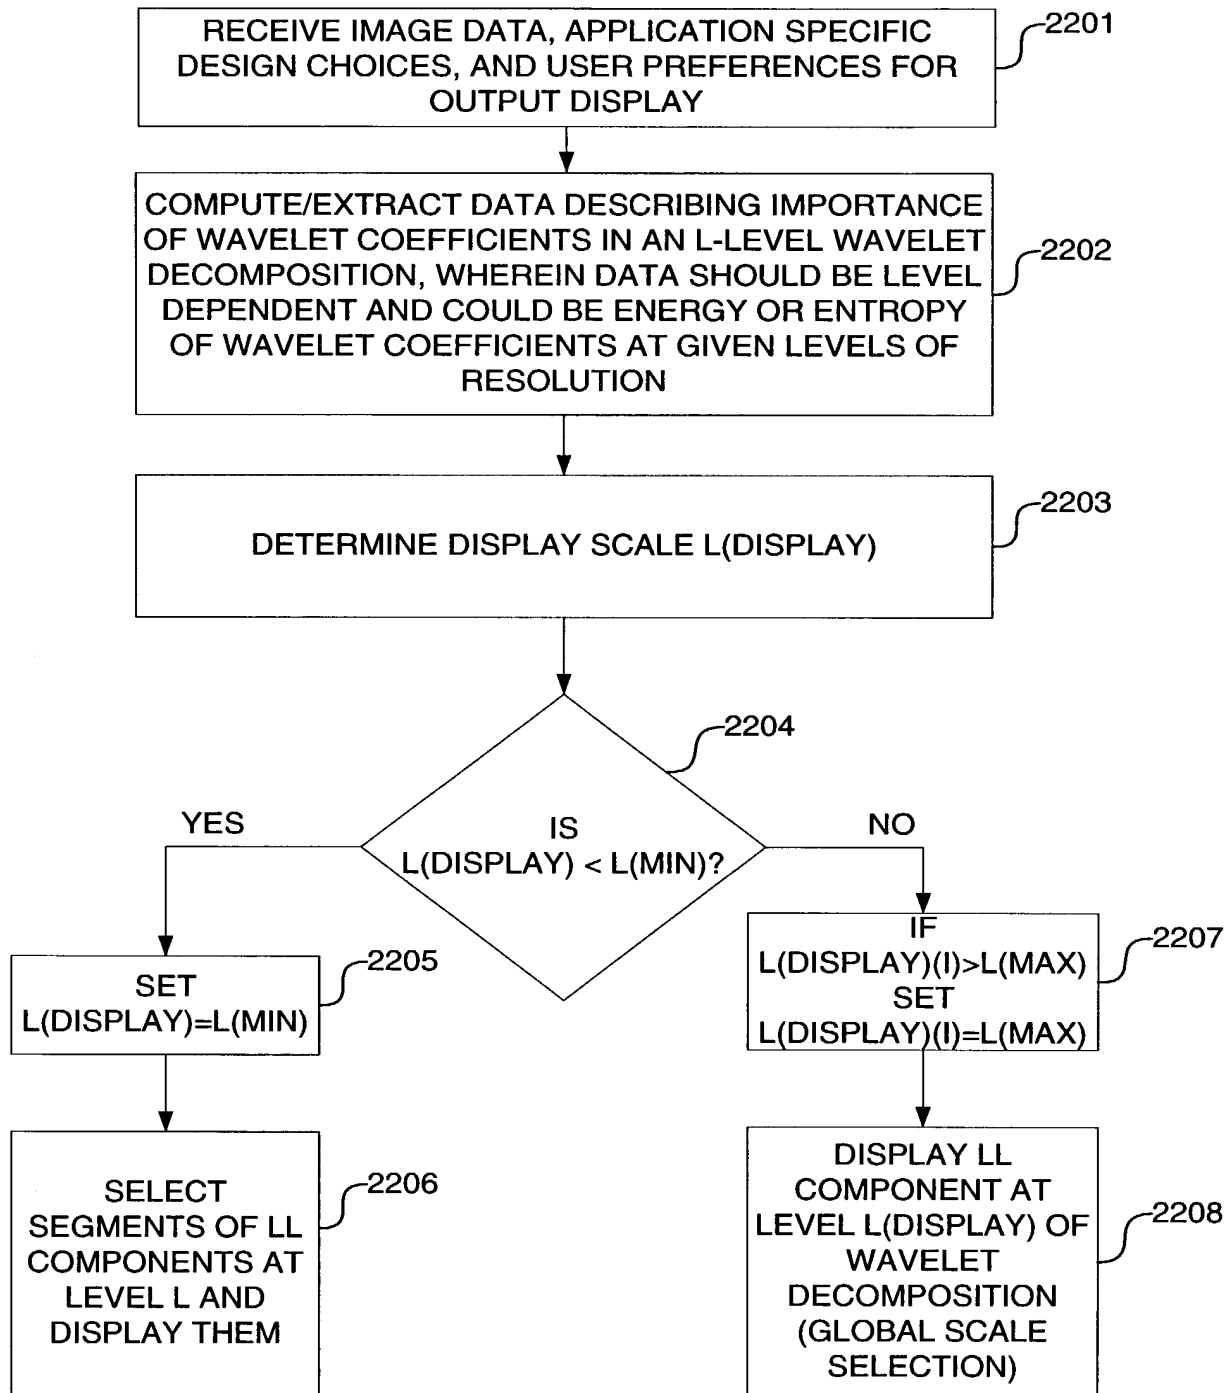 RECEIVE IMAGE DATA, APPLICATION SPECIFIC
DESIGN CHOICES, AND USER PREFERENCES FOR
OUTPUT DISPLAY
2201
COMPUTE/EXTRACT DATA DESCRIBING IMPORTANCE
OF WAVELET COEFFICIENTS IN AN L-LEVEL WAVELET
DECOMPOSITION, WHEREIN DATA SHOULD BE LEVEL
DEPENDENT AND COULD BE ENERGY OR ENTROPY
OF WAVELET COEFFICIENTS AT GIVEN LEVELS OF
RESOLUTION
2202
DETERMINE DISPLAY SCALE L(DISPLAY)
2203
IS
L(DISPLAY) < L(MIN)?
2204
YES
NO
SET
L(DISPLAY)=L(MIN)
2205
SELECT
SEGMENTS OF LL
COMPONENTS AT
LEVEL L AND
DISPLAY THEM
2206
IF
L(DISPLAY)(I)>L(MAX)
SET
L(DISPLAY)(I)=L(MAX)
2207
DISPLAY LL
COMPONENT AT
LEVEL L(DISPLAY) OF
WAVELET
DECOMPOSITION
(GLOBAL SCALE
SELECTION)
2208